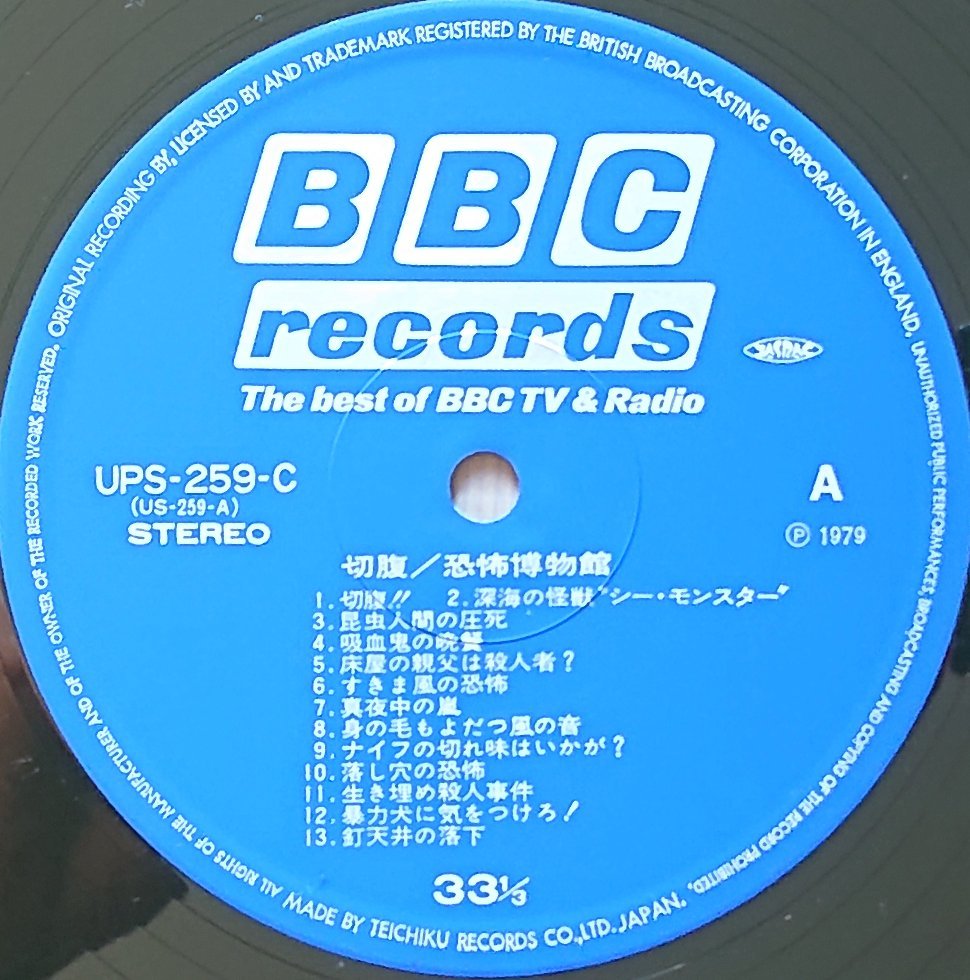 ORIGINAL RECORDING BY, LICENSED BY AND TRADEMARK REGISTERED BY THE BRITISH BROADCASTING CORPORATION IN ENGLAND, UNAUTHORIZED PUBLIC PERFORMANCES, BROADCASTING AND COPYING OF THE RECORD PROHIBITED.
BBC
records
The best of BBC TV & Radio
JASRAC
UPS-259-C
(US-259-A)
STEREO
A
Ⓟ 1979
切腹/恐怖博物館
1. 切腹!! 2. 深海の怪獣"シー・モンスター"
3. 昆虫人間の圧死
4. 吸血鬼の晩餐
5. 床屋の親父は殺人者?
6. すきま風の恐怖
7. 真夜中の嵐
8. 身の毛もよだつ風の音
9. ナイフの切れ味はいかが?
10. 落し穴の恐怖
11. 生き埋め殺人事件
12. 暴力犬に気をつけろ!
13. 釘天井の落下
33⅓
ALL RIGHTS OF THE MANUFACTURER AND OF THE OWNER OF THE RECORDED WORK RESERVED.
MADE BY TEICHIKU RECORDS CO., LTD. JAPAN.